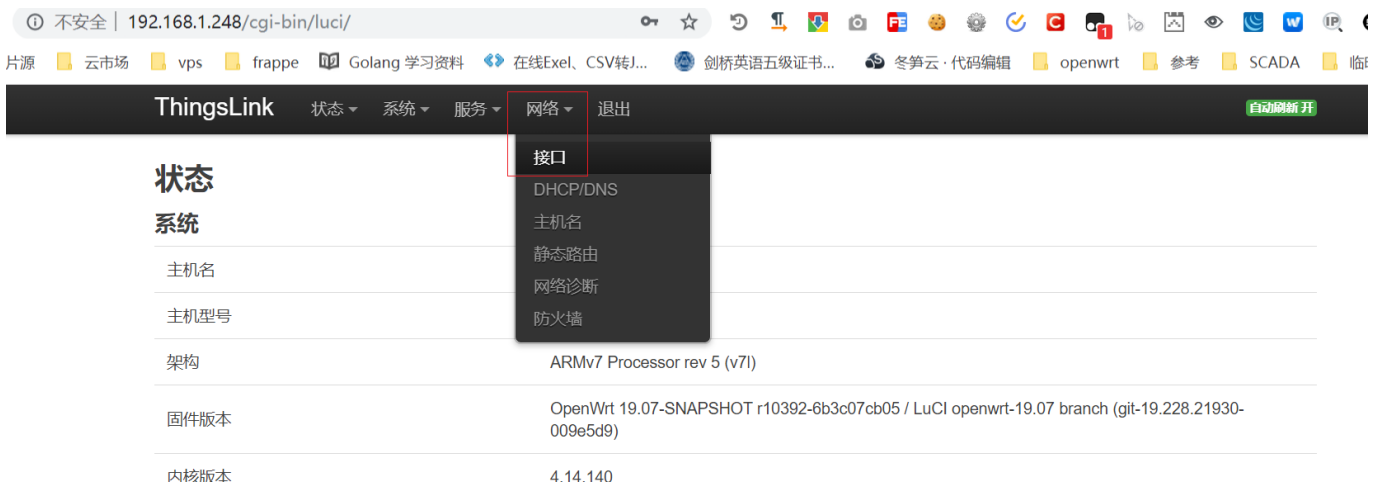 不安全 | 192.168.1.248/cgi-bin/luci/
片源 云市场 vps frappe Golang 学习资料 在线Exel、CSV转J... 剑桥英语五级证书... 冬笋云 · 代码编辑 openwrt 参考 SCADA 临时
ThingsLink 状态 系统 服务 网络 退出 自动刷新 开
接口
DHCP/DNS
主机名
静态路由
网络诊断
防火墙
状态
系统
主机名
主机型号
架构 ARMv7 Processor rev 5 (v7l)
固件版本 OpenWrt 19.07-SNAPSHOT r10392-6b3c07cb05 / LuCI openwrt-19.07 branch (git-19.228.21930-
009e5d9)
内核版本 4.14.140